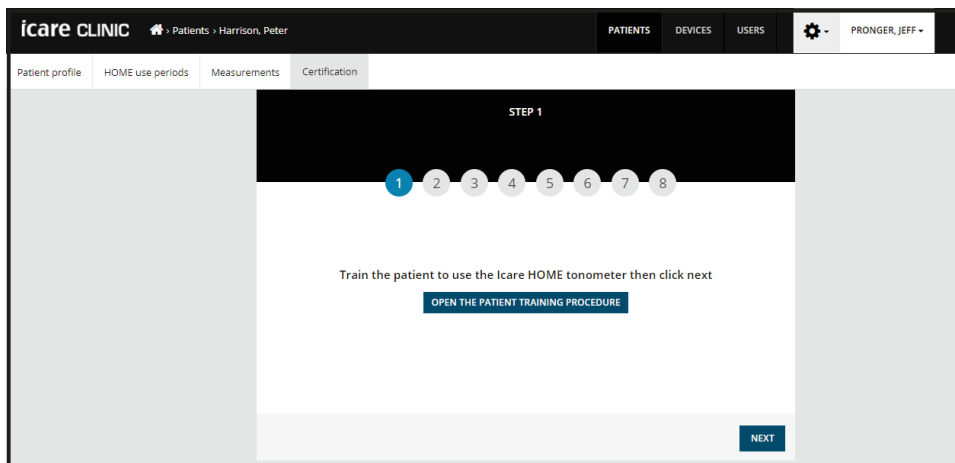 icare CLINIC > Patients > Harrison, Peter PATIENTS DEVICES USERS PRONGER, JEFF
Patient profile HOME use periods Measurements Certification
STEP 1
1 2 3 4 5 6 7 8
Train the patient to use the Icare HOME tonometer then click next
OPEN THE PATIENT TRAINING PROCEDURE
NEXT